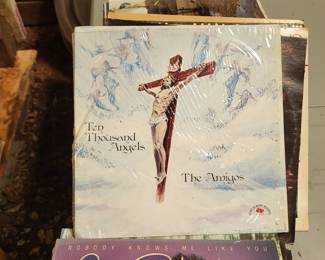 Ten
Thousand
Angels
The Amigos
NOBODY KNOWS ME LIKE YOU